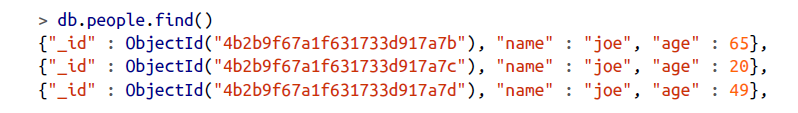 > db.people.find()
{"_id" : ObjectId("4b2b9f67a1f631733d917a7b"), "name" : "joe", "age" : 65},
{"_id" : ObjectId("4b2b9f67a1f631733d917a7c"), "name" : "joe", "age" : 20},
{"_id" : ObjectId("4b2b9f67a1f631733d917a7d"), "name" : "joe", "age" : 49},